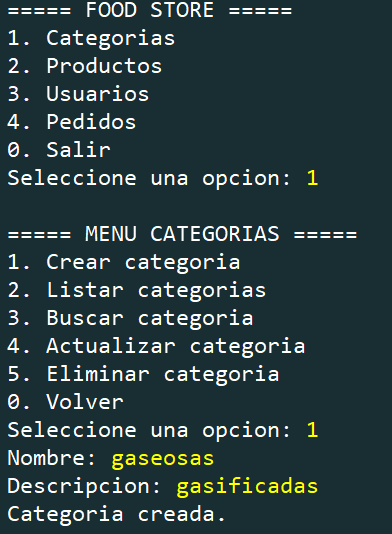 ===== FOOD STORE =====
1. Categorias
2. Productos
3. Usuarios
4. Pedidos
0. Salir
Seleccione una opcion: 1
===== MENU CATEGORIAS =====
1. Crear categoria
2. Listar categorias
3. Buscar categoria
4. Actualizar categoria
5. Eliminar categoria
0. Volver
Seleccione una opcion: 1
Nombre: gaseosas
Descripcion: gasificadas
Categoria creada.